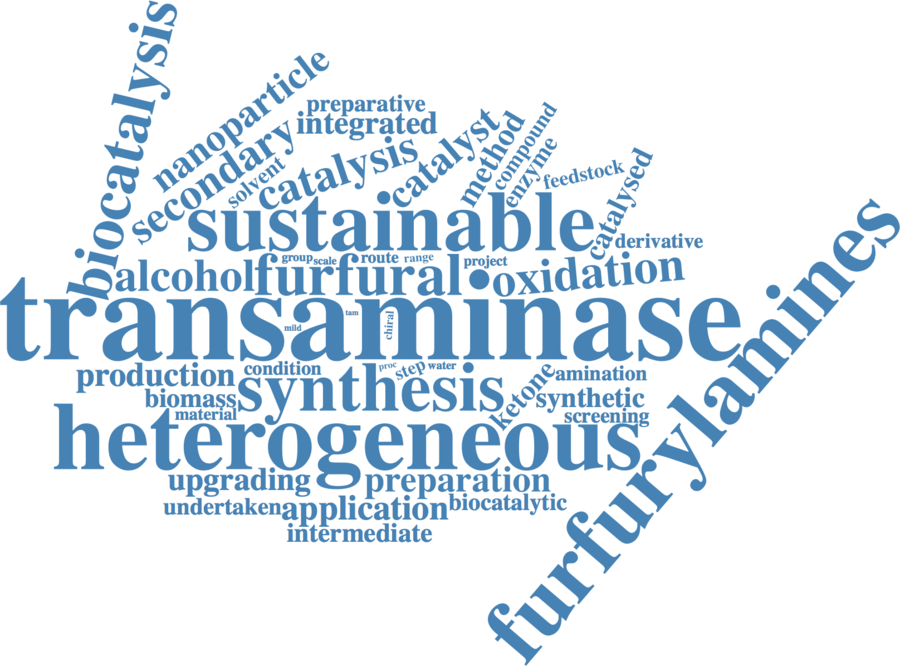 biocatalysis
nanoparticle
preparative
secondary
integrated
solvent
catalysis
catalyst
method
compound
enzyme
feedstock
catalysed
sustainable
derivative
group
scale
route
range
project
alcohol
furfural
oxidation
transaminase
tam
mild
chiral
furfurylamines
production
condition
proc
step
water
ketone
amination
biomass
synthesis
synthetic
material
screening
heterogeneous
upgrading
preparation
undertaken
application
biocatalytic
intermediate